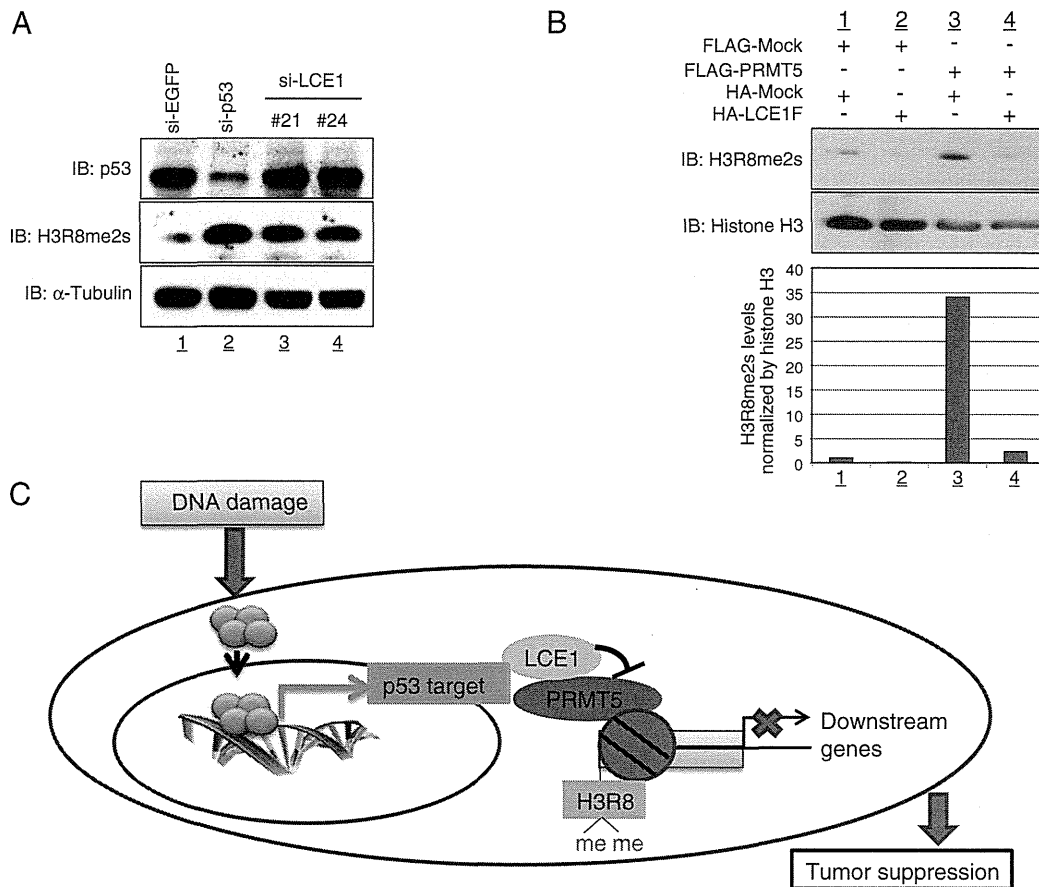 A
si-EGFP
si-p53
si-LCE1
#21 #24
IB: p53
IB: H3R8me2s
IB: α-Tubulin
1 2 3 4
B
1 2 3 4
FLAG-Mock + + - -
FLAG-PRMT5 - - + +
HA-Mock + - + -
HA-LCE1F - + - +
IB: H3R8me2s
IB: Histone H3
H3R8me2s levels
normalized by histone H3
40
35
30
25
20
15
10
5
0
1 2 3 4
C
DNA damage
LCE1
p53 target
PRMT5
Downstream
genes
H3R8
me me
Tumor suppression